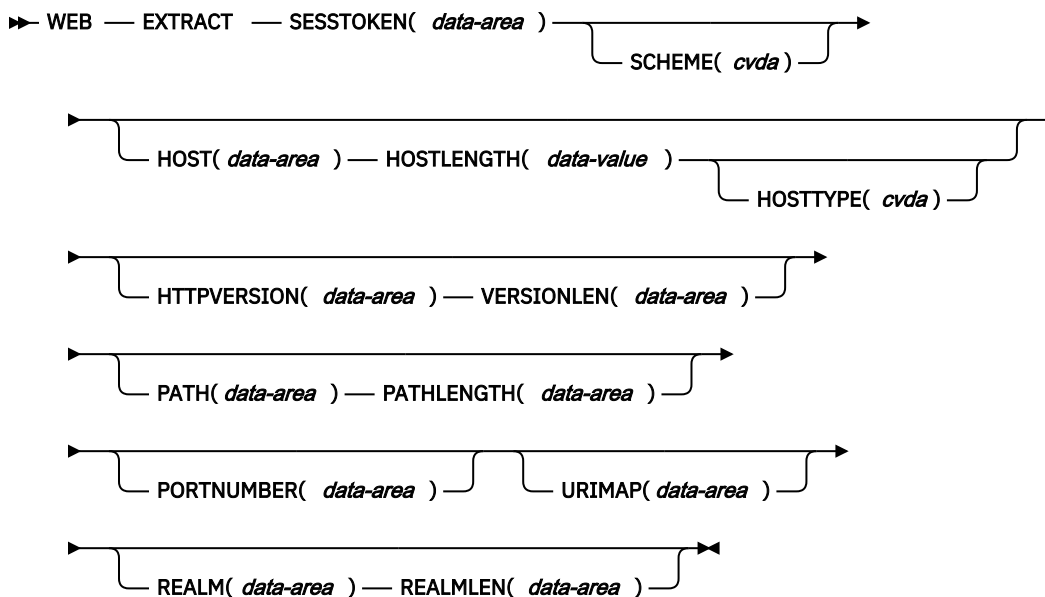 WEB EXTRACT SESSTOKEN( data-area )
SCHEME( cvda )
HOST( data-area ) HOSTLENGTH( data-value )
HOSTTYPE( cvda )
HTTPVERSION( data-area ) VERSIONLEN( data-area )
PATH( data-area ) PATHLENGTH( data-area )
PORTNUMBER( data-area ) URIMAP( data-area )
REALM( data-area ) REALMLEN( data-area )